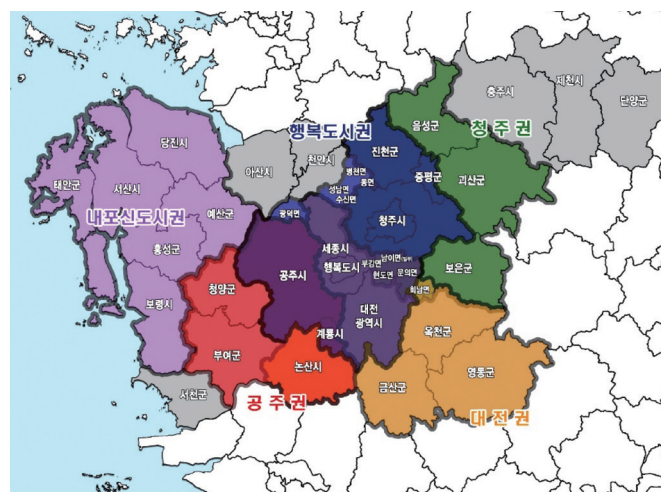 충주시
제천시
단양군
음성군
청 주 권
행복도시권
당진시
진천군
천안시
아산시
병천면
동면
증평군
괴산군
태안군
서산시
성남면
수신면
예산군
광덕면
청주시
내포신도시권
세종시
홍성군
공주시
행복도시
부강면
남이면
현도면
문의면
보은군
청양군
회남면
보령시
대전
광역시
계룡시
옥천군
부여군
논산시
영동군
서천군
금산군
공 주 권
대 전 권